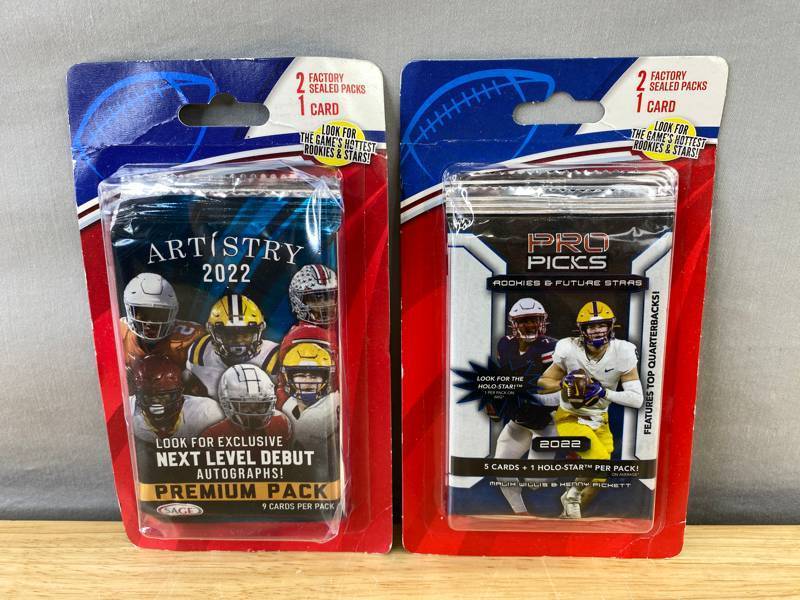 2 FACTORY SEALED PACKS
1 CARD
LOOK FOR
THE GAME'S HOTTEST
ROOKIES & STARS!
ARTISTRY
2022
LOOK FOR EXCLUSIVE
NEXT LEVEL DEBUT
AUTOGRAPHS!
PREMIUM PACK
SAGE
9 CARDS PER PACK
2 FACTORY SEALED PACKS
1 CARD
LOOK FOR
THE GAME'S HOTTEST
ROOKIES & STARS!
PRO
PICKS
ROOKIES & FUTURE STARS
FEATURES TOP QUARTERBACKS!
LOOK FOR THE
HOLO-STAR!™
2022
5 CARDS + 1 HOLO-STAR™ PER PACK!
ON AVERAGE*
MALIK WILLIS & KENNY PICKETT